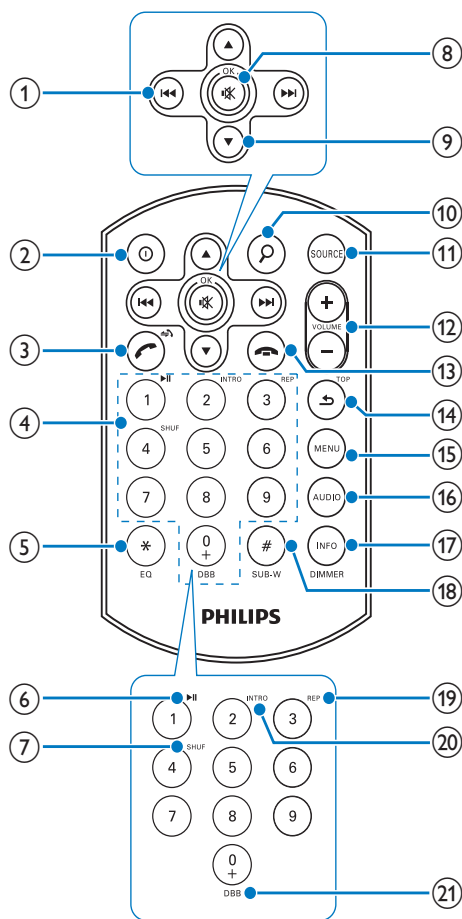 OK
1
8
9
10
2
SOURCE
11
OK
+
VOLUME
12
−
3
13
INTRO
REP
TOP
4
1
2
3
14
SHUF
4
5
6
MENU
15
7
8
9
AUDIO
16
5
*
0
+
#
INFO
17
EQ
DBB
SUB-W
DIMMER
18
PHILIPS
6
INTRO
REP
19
1
2
3
20
7
SHUF
4
5
6
7
8
9
0
+
DBB
21